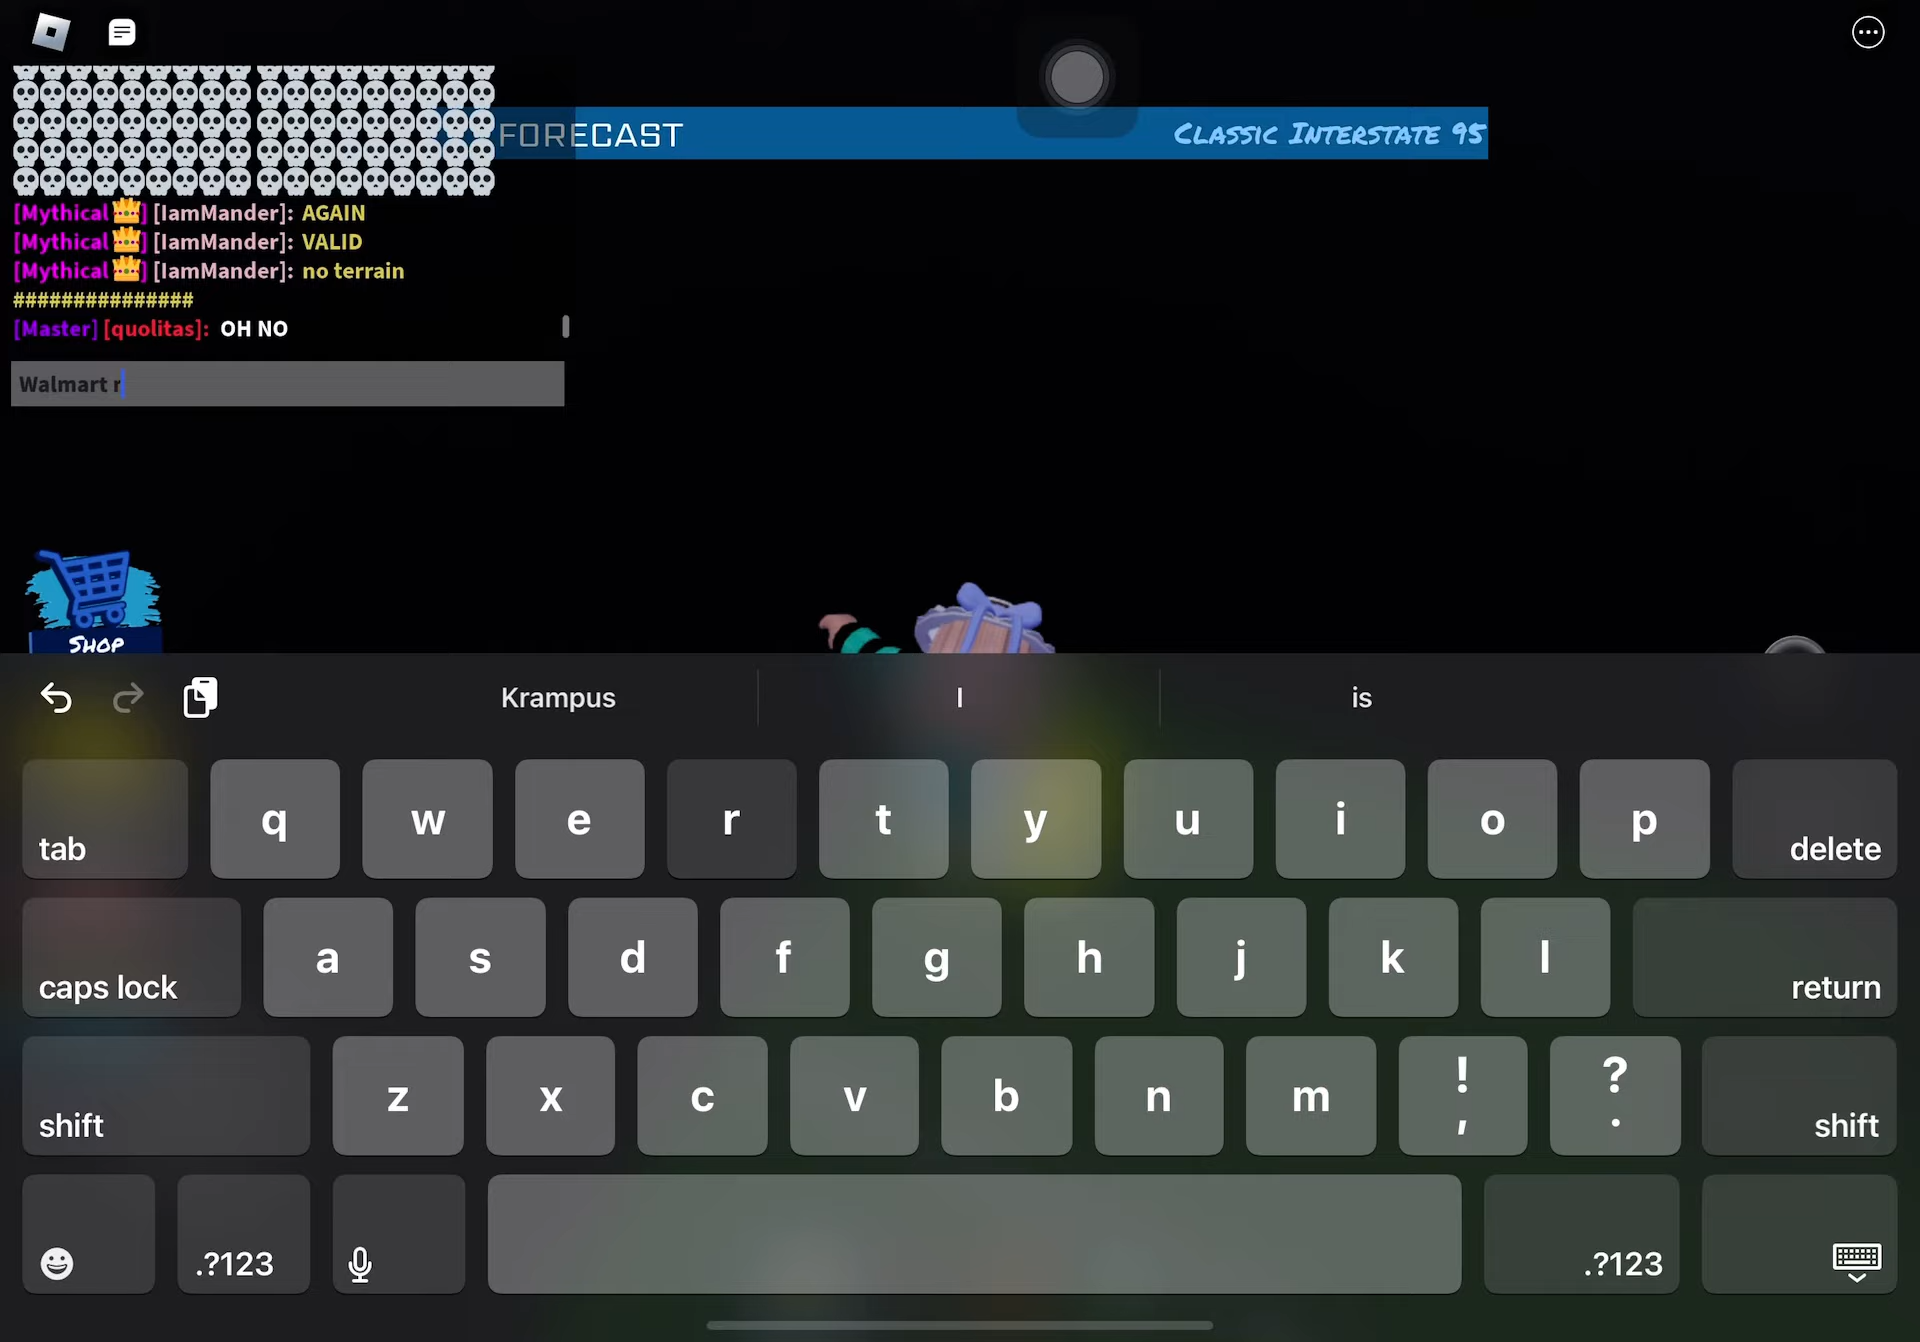 FORECAST
Classic Interstate 95
[Mythical👑] [IamMander]: AGAIN
[Mythical👑] [IamMander]: VALID
[Mythical👑] [IamMander]: no terrain
###############
[Master] [quolitas]: OH NO
Walmart r
Shop
Krampus I is
tab q w e r t y u i o p delete
caps lock a s d f g h j k l return
shift z x c v b n m ! , ? . shift
.?123 .?123